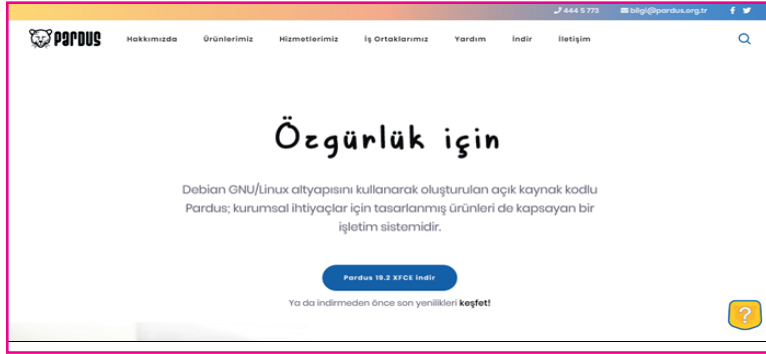 444 5 773 bilgi@pardus.org.tr
PARDUS Hakkımızda Ürünlerimiz Hizmetlerimiz İş Ortaklarımız Yardım İndir İletişim
Özgürlük için
Debian GNU/Linux altyapısını kullanarak oluşturulan açık kaynak kodlu
Pardus; kurumsal ihtiyaçlar için tasarlanmış ürünleri de kapsayan bir
işletim sistemidir.
Pardus 19.2 XFCE indir
Ya da indirmeden önce son yenilikleri keşfet!
?